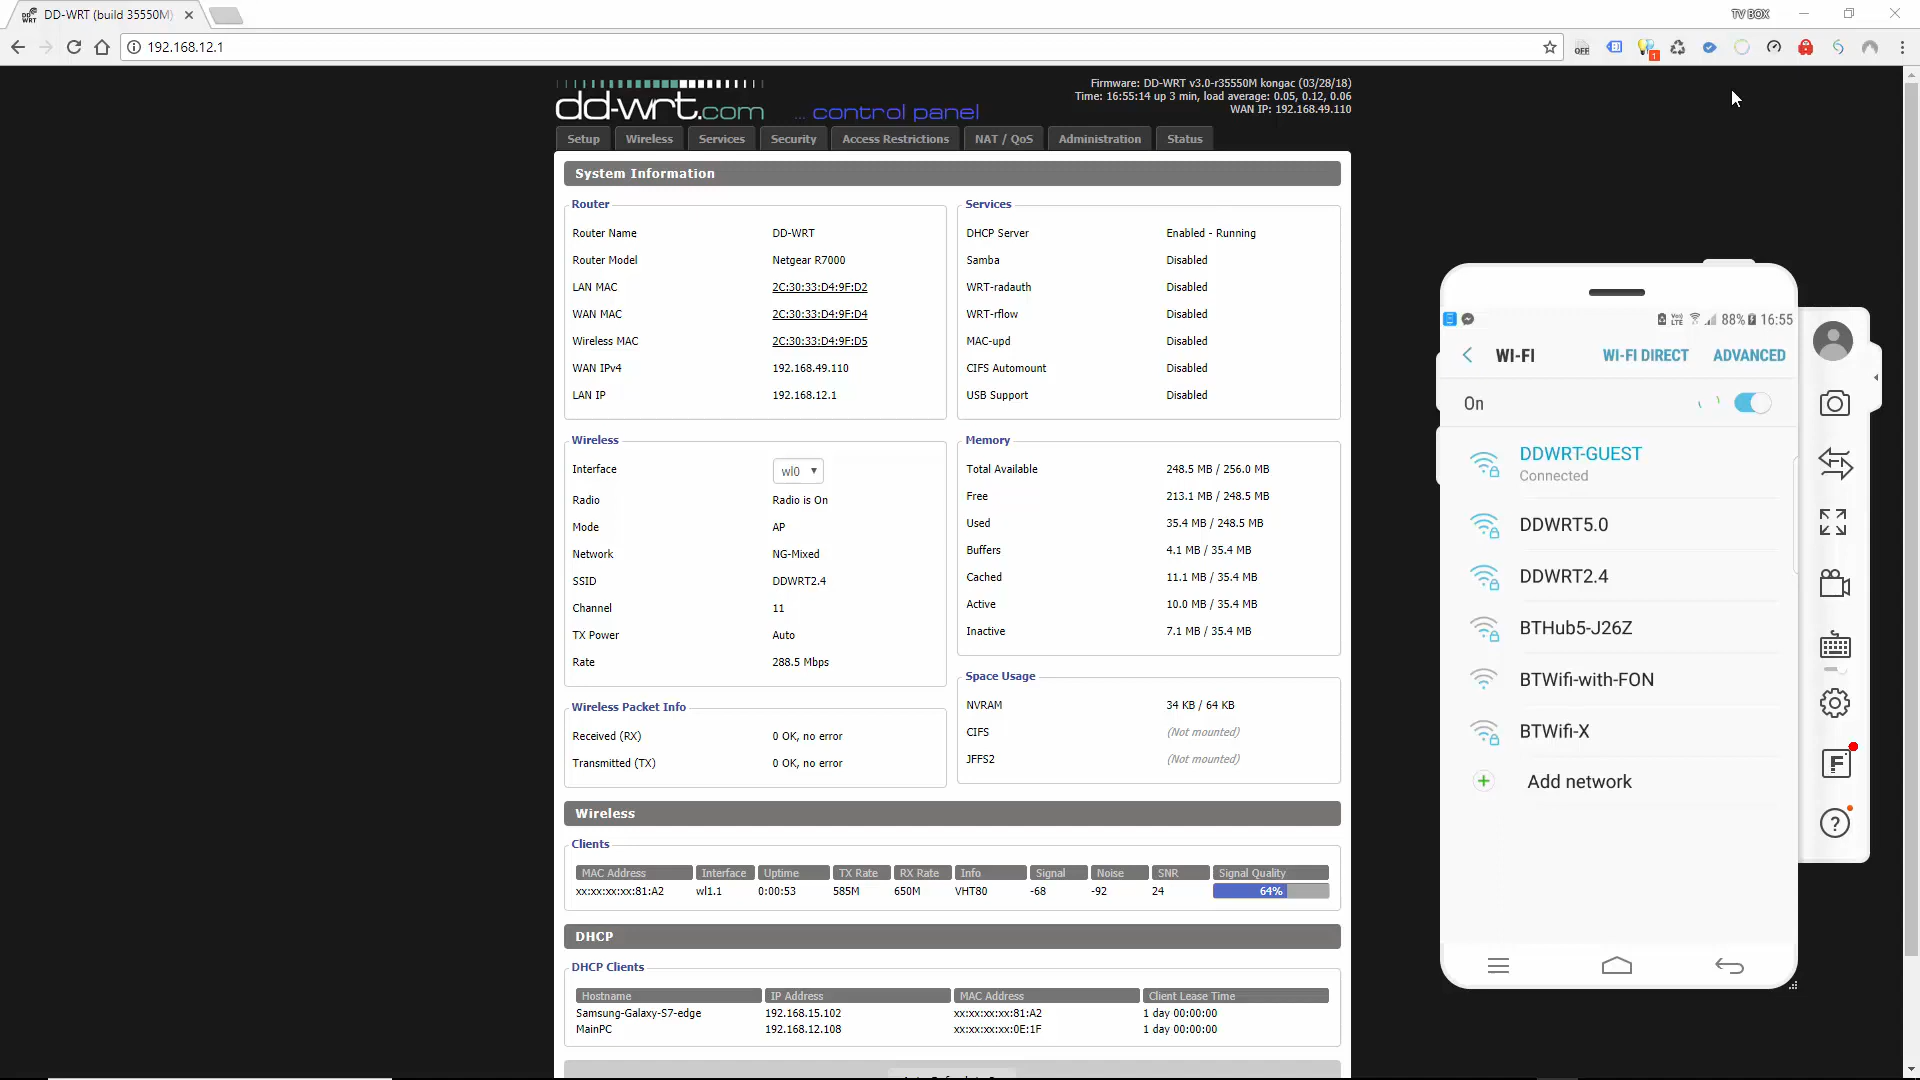 DD-WRT (build 35550M)
TV BOX
192.168.12.1
OFF
1
dd-wrt.com
... control panel
Firmware: DD-WRT v3.0-r35550M kongac (03/28/18)
Time: 16:55:14 up 3 min, load average: 0.05, 0.12, 0.06
WAN IP: 192.168.49.110
Setup Wireless Services Security Access Restrictions NAT / QoS Administration Status
System Information
Router
Router Name DD-WRT
Router Model Netgear R7000
LAN MAC 2C:30:33:D4:9F:D2
WAN MAC 2C:30:33:D4:9F:D4
Wireless MAC 2C:30:33:D4:9F:D5
WAN IPv4 192.168.49.110
LAN IP 192.168.12.1
Services
DHCP Server Enabled - Running
Samba Disabled
WRT-radauth Disabled
WRT-rflow Disabled
MAC-upd Disabled
CIFS Automount Disabled
USB Support Disabled
Wireless
Interface wl0
Radio Radio is On
Mode AP
Network NG-Mixed
SSID DDWRT2.4
Channel 11
TX Power Auto
Rate 288.5 Mbps
Memory
Total Available 248.5 MB / 256.0 MB
Free 213.1 MB / 248.5 MB
Used 35.4 MB / 248.5 MB
Buffers 4.1 MB / 35.4 MB
Cached 11.1 MB / 35.4 MB
Active 10.0 MB / 35.4 MB
Inactive 7.1 MB / 35.4 MB
Wireless Packet Info
Received (RX) 0 OK, no error
Transmitted (TX) 0 OK, no error
Space Usage
NVRAM 34 KB / 64 KB
CIFS (Not mounted)
JFFS2 (Not mounted)
Wireless
Clients
MAC Address Interface Uptime TX Rate RX Rate Info Signal Noise SNR Signal Quality
xx:xx:xx:xx:81:A2 wl1.1 0:00:53 585M 650M VHT80 -68 -92 24 64%
DHCP
DHCP Clients
Hostname IP Address MAC Address Client Lease Time
Samsung-Galaxy-S7-edge 192.168.15.102 xx:xx:xx:xx:81:A2 1 day 00:00:00
MainPC 192.168.12.108 xx:xx:xx:xx:0E:1F 1 day 00:00:00
88% 16:55
WI-FI WI-FI DIRECT ADVANCED
On
DDWRT-GUEST
Connected
DDWRT5.0
DDWRT2.4
BTHub5-J26Z
BTWifi-with-FON
BTWifi-X
Add network
F
?